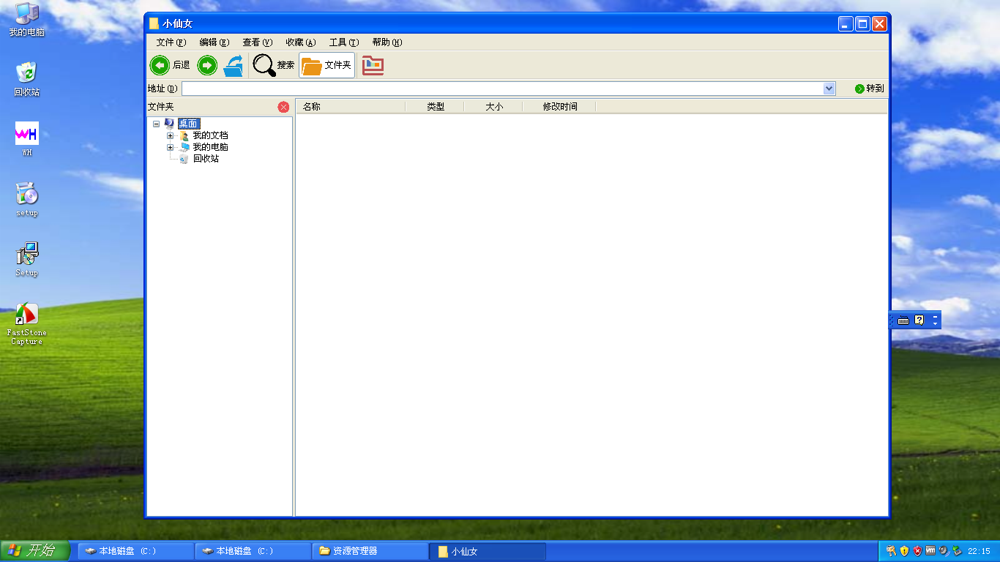 我的电脑
回收站
WH
setup
Setup
FastStone
Capture
小仙女
文件(F) 编辑(E) 查看(V) 收藏(A) 工具(T) 帮助(H)
后退 搜索 文件夹
地址(D) 转到
文件夹 名称 类型 大小 修改时间
桌面
我的文档
我的电脑
回收站
开始 本地磁盘 (C:) 本地磁盘 (C:) 资源管理器 小仙女 22:15